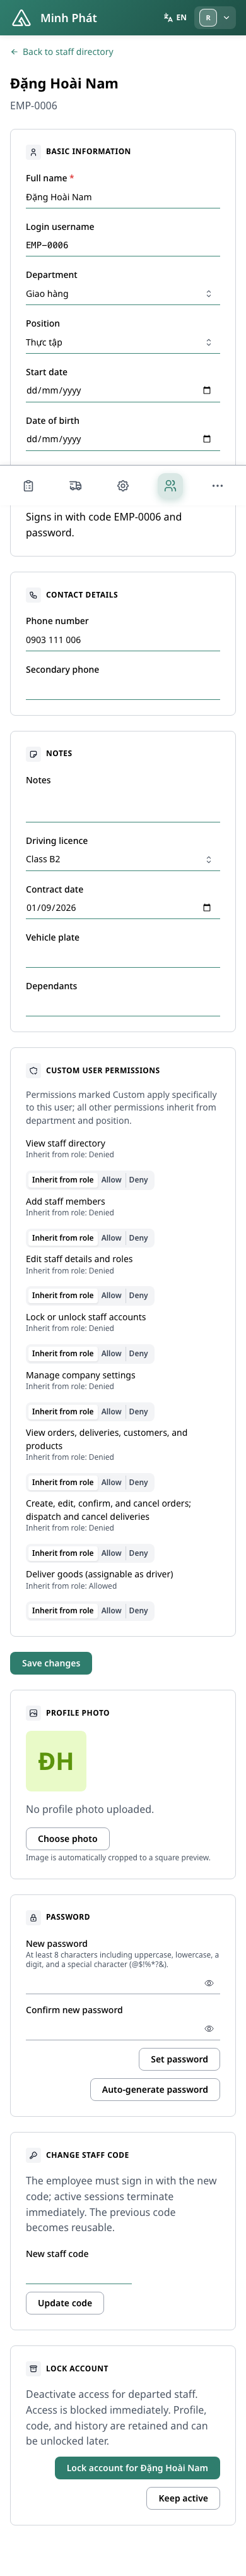 Minh Phát
EN
R
Back to staff directory
Đặng Hoài Nam
EMP-0006
BASIC INFORMATION
Full name *
Đặng Hoài Nam
Login username
EMP-0006
Department
Giao hàng
Position
Thực tập
Start date
dd/mm/yyyy
Date of birth
dd/mm/yyyy
Signs in with code EMP-0006 and
password.
CONTACT DETAILS
Phone number
0903 111 006
Secondary phone
NOTES
Notes
Driving licence
Class B2
Contract date
01/09/2026
Vehicle plate
Dependants
CUSTOM USER PERMISSIONS
Permissions marked Custom apply specifically
to this user; all other permissions inherit from
department and position.
View staff directory
Inherit from role: Denied
Inherit from role Allow Deny
Add staff members
Inherit from role: Denied
Inherit from role Allow Deny
Edit staff details and roles
Inherit from role: Denied
Inherit from role Allow Deny
Lock or unlock staff accounts
Inherit from role: Denied
Inherit from role Allow Deny
Manage company settings
Inherit from role: Denied
Inherit from role Allow Deny
View orders, deliveries, customers, and
products
Inherit from role: Denied
Inherit from role Allow Deny
Create, edit, confirm, and cancel orders;
dispatch and cancel deliveries
Inherit from role: Denied
Inherit from role Allow Deny
Deliver goods (assignable as driver)
Inherit from role: Allowed
Inherit from role Allow Deny
Save changes
PROFILE PHOTO
ĐH
No profile photo uploaded.
Choose photo
Image is automatically cropped to a square preview.
PASSWORD
New password
At least 8 characters including uppercase, lowercase, a
digit, and a special character (@$!%*?&).
Confirm new password
Set password
Auto-generate password
CHANGE STAFF CODE
The employee must sign in with the new
code; active sessions terminate
immediately. The previous code
becomes reusable.
New staff code
Update code
LOCK ACCOUNT
Deactivate access for departed staff.
Access is blocked immediately. Profile,
code, and history are retained and can
be unlocked later.
Lock account for Đặng Hoài Nam
Keep active